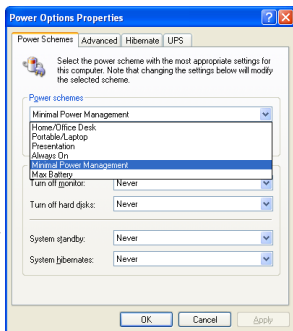 Power Options Properties
Power Schemes Advanced Hibernate UPS
Select the power scheme with the most appropriate settings for
this computer. Note that changing the settings below will modify
the selected scheme.
Power schemes
Minimal Power Management
Home/Office Desk
Portable/Laptop
Presentation
Always On
Minimal Power Management
Max Battery
Turn off monitor: Never
Turn off hard disks: Never
System standby: Never
System hibernates: Never
OK Cancel Apply